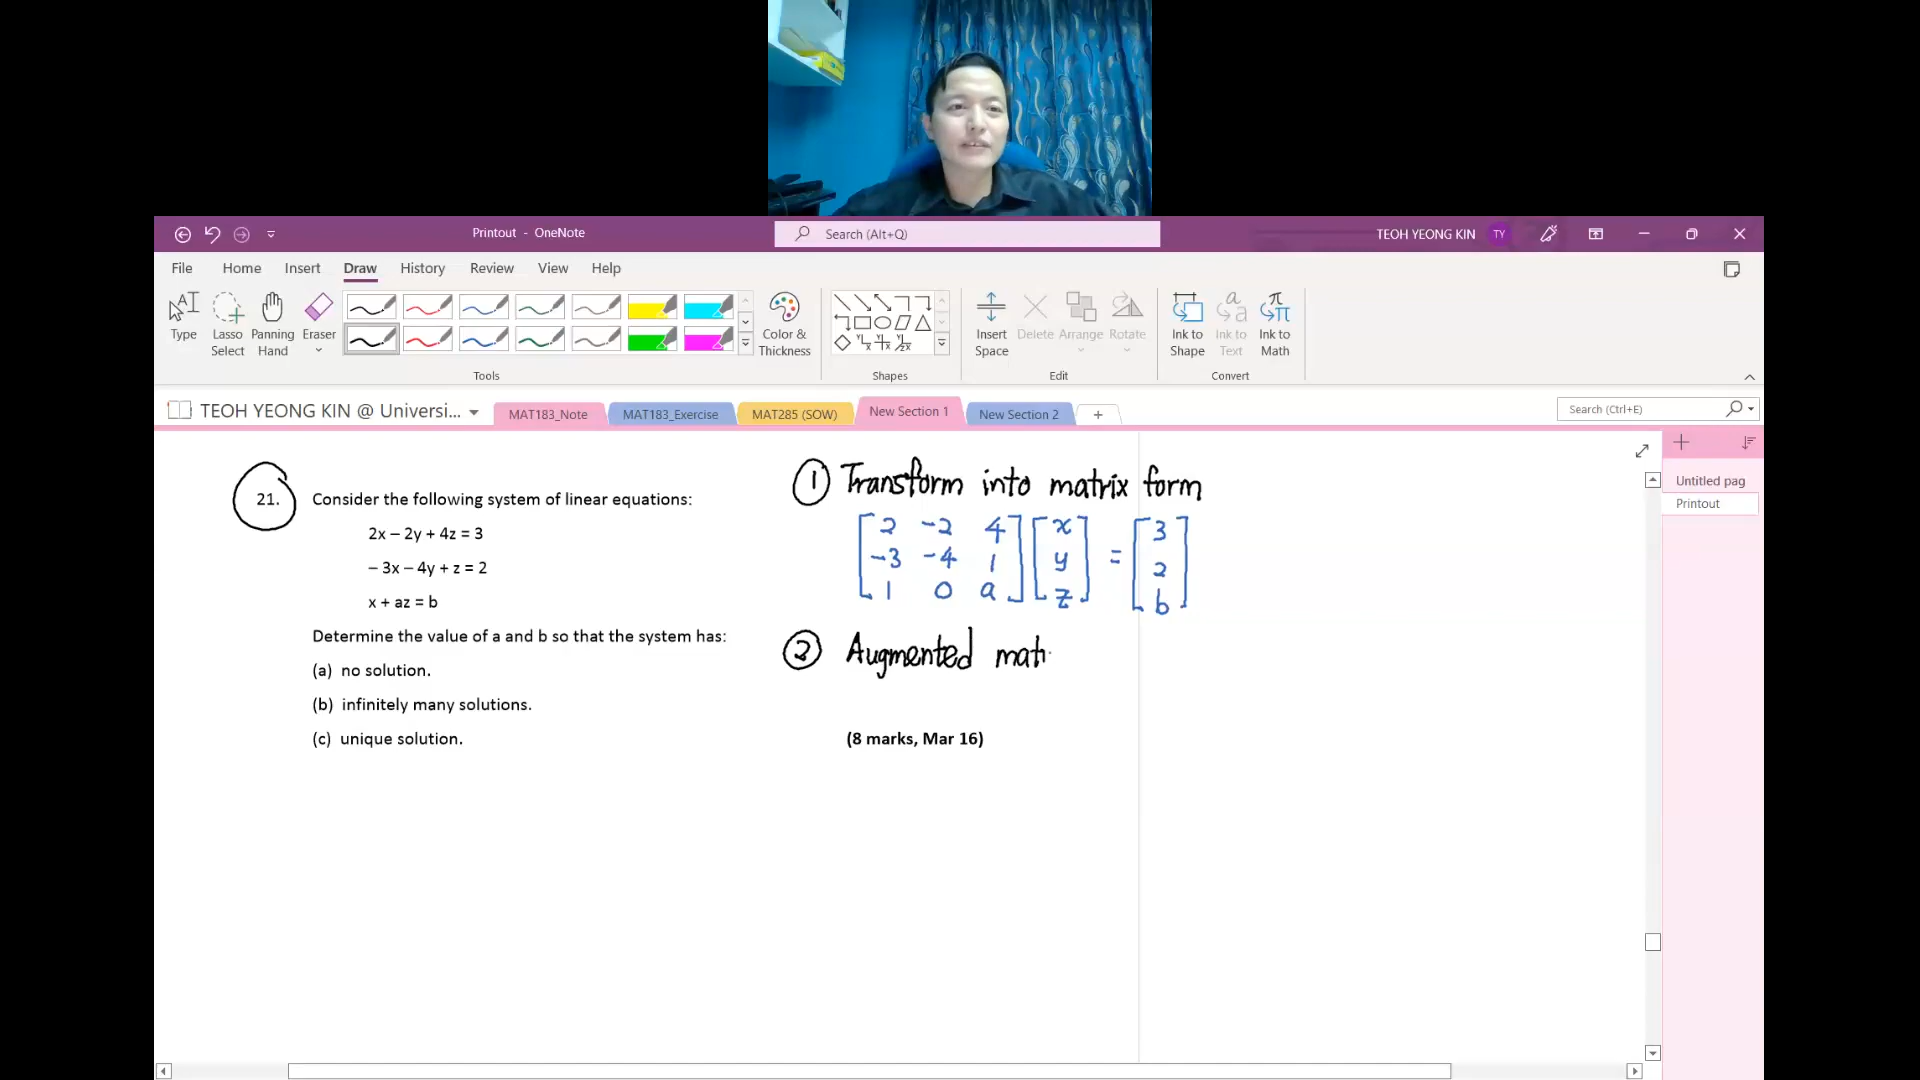 Printout - OneNote
Search (Alt+Q)
TEOH YEONG KIN TY
File Home Insert Draw History Review View Help
Type
Lasso Select
Panning Hand
Eraser
Color & Thickness
Insert Space
Delete
Arrange
Rotate
Ink to Shape
Ink to Text
Ink to Math
Tools
Shapes
Edit
Convert
TEOH YEONG KIN @ Universi...
MAT183_Note
MAT183_Exercise
MAT285 (SOW)
New Section 1
New Section 2
+
Search (Ctrl+E)
Untitled pag
Printout
21. Consider the following system of linear equations:
2x – 2y + 4z = 3
– 3x – 4y + z = 2
x + az = b
Determine the value of a and b so that the system has:
(a) no solution.
(b) infinitely many solutions.
(c) unique solution.
(8 marks, Mar 16)
① Transform into matrix form
[2 -2 4] [x] [3]
[-3 -4 1] [y] = [2]
[1 0 a] [z] [b]
② Augmented mati